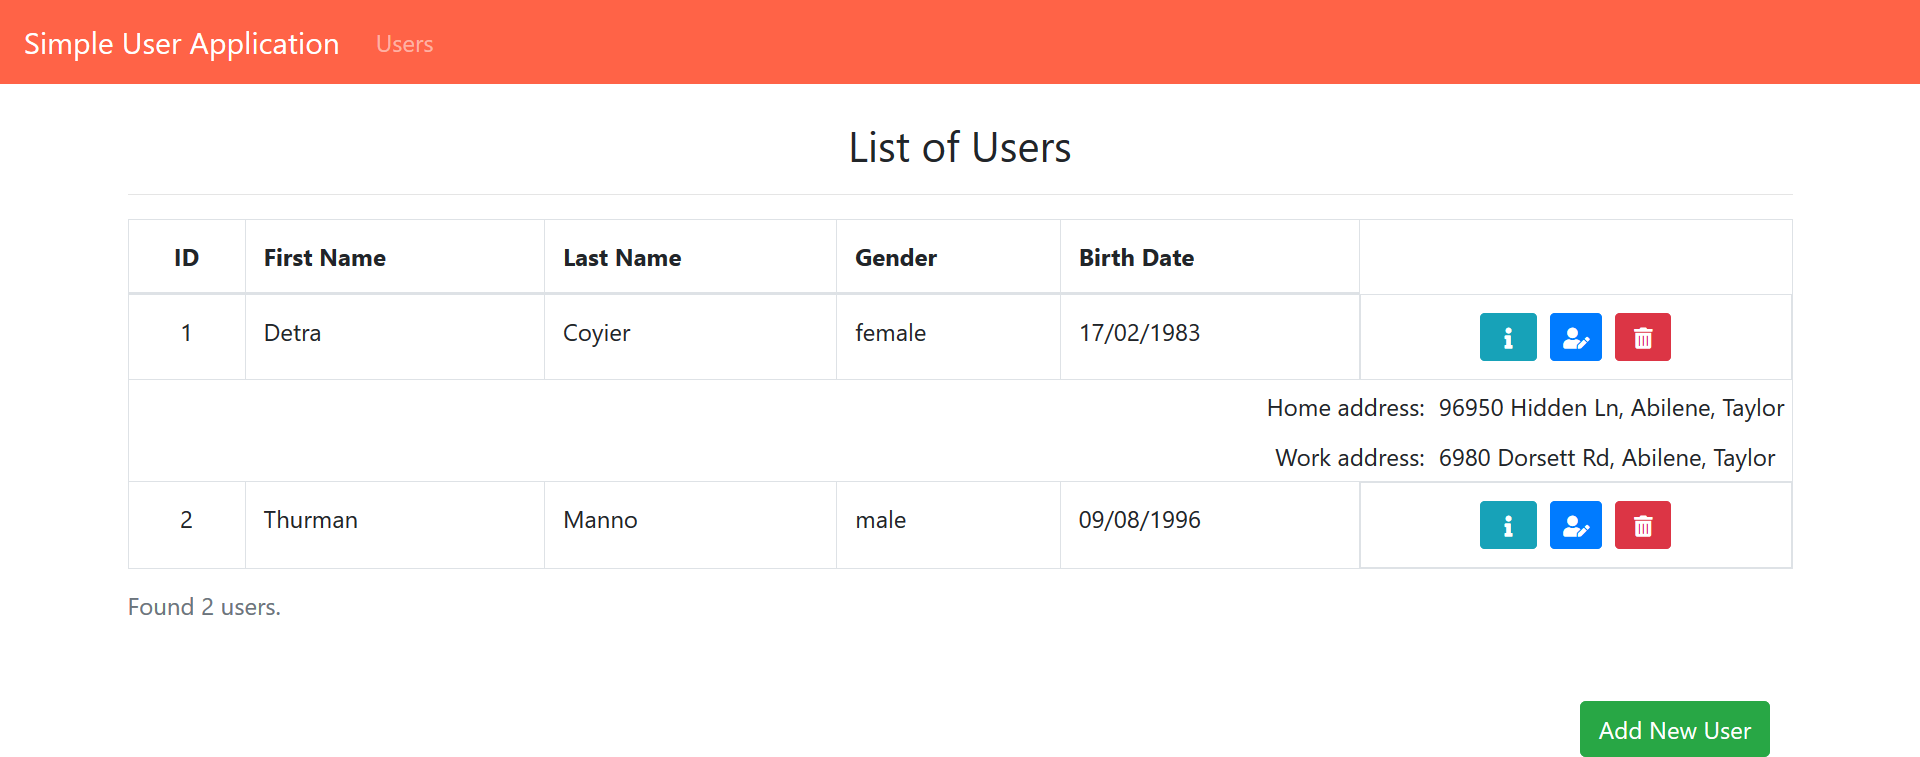 Simple User Application Users
List of Users
ID First Name Last Name Gender Birth Date
1 Detra Coyier female 17/02/1983
Home address: 96950 Hidden Ln, Abilene, Taylor
Work address: 6980 Dorsett Rd, Abilene, Taylor
2 Thurman Manno male 09/08/1996
Found 2 users.
Add New User